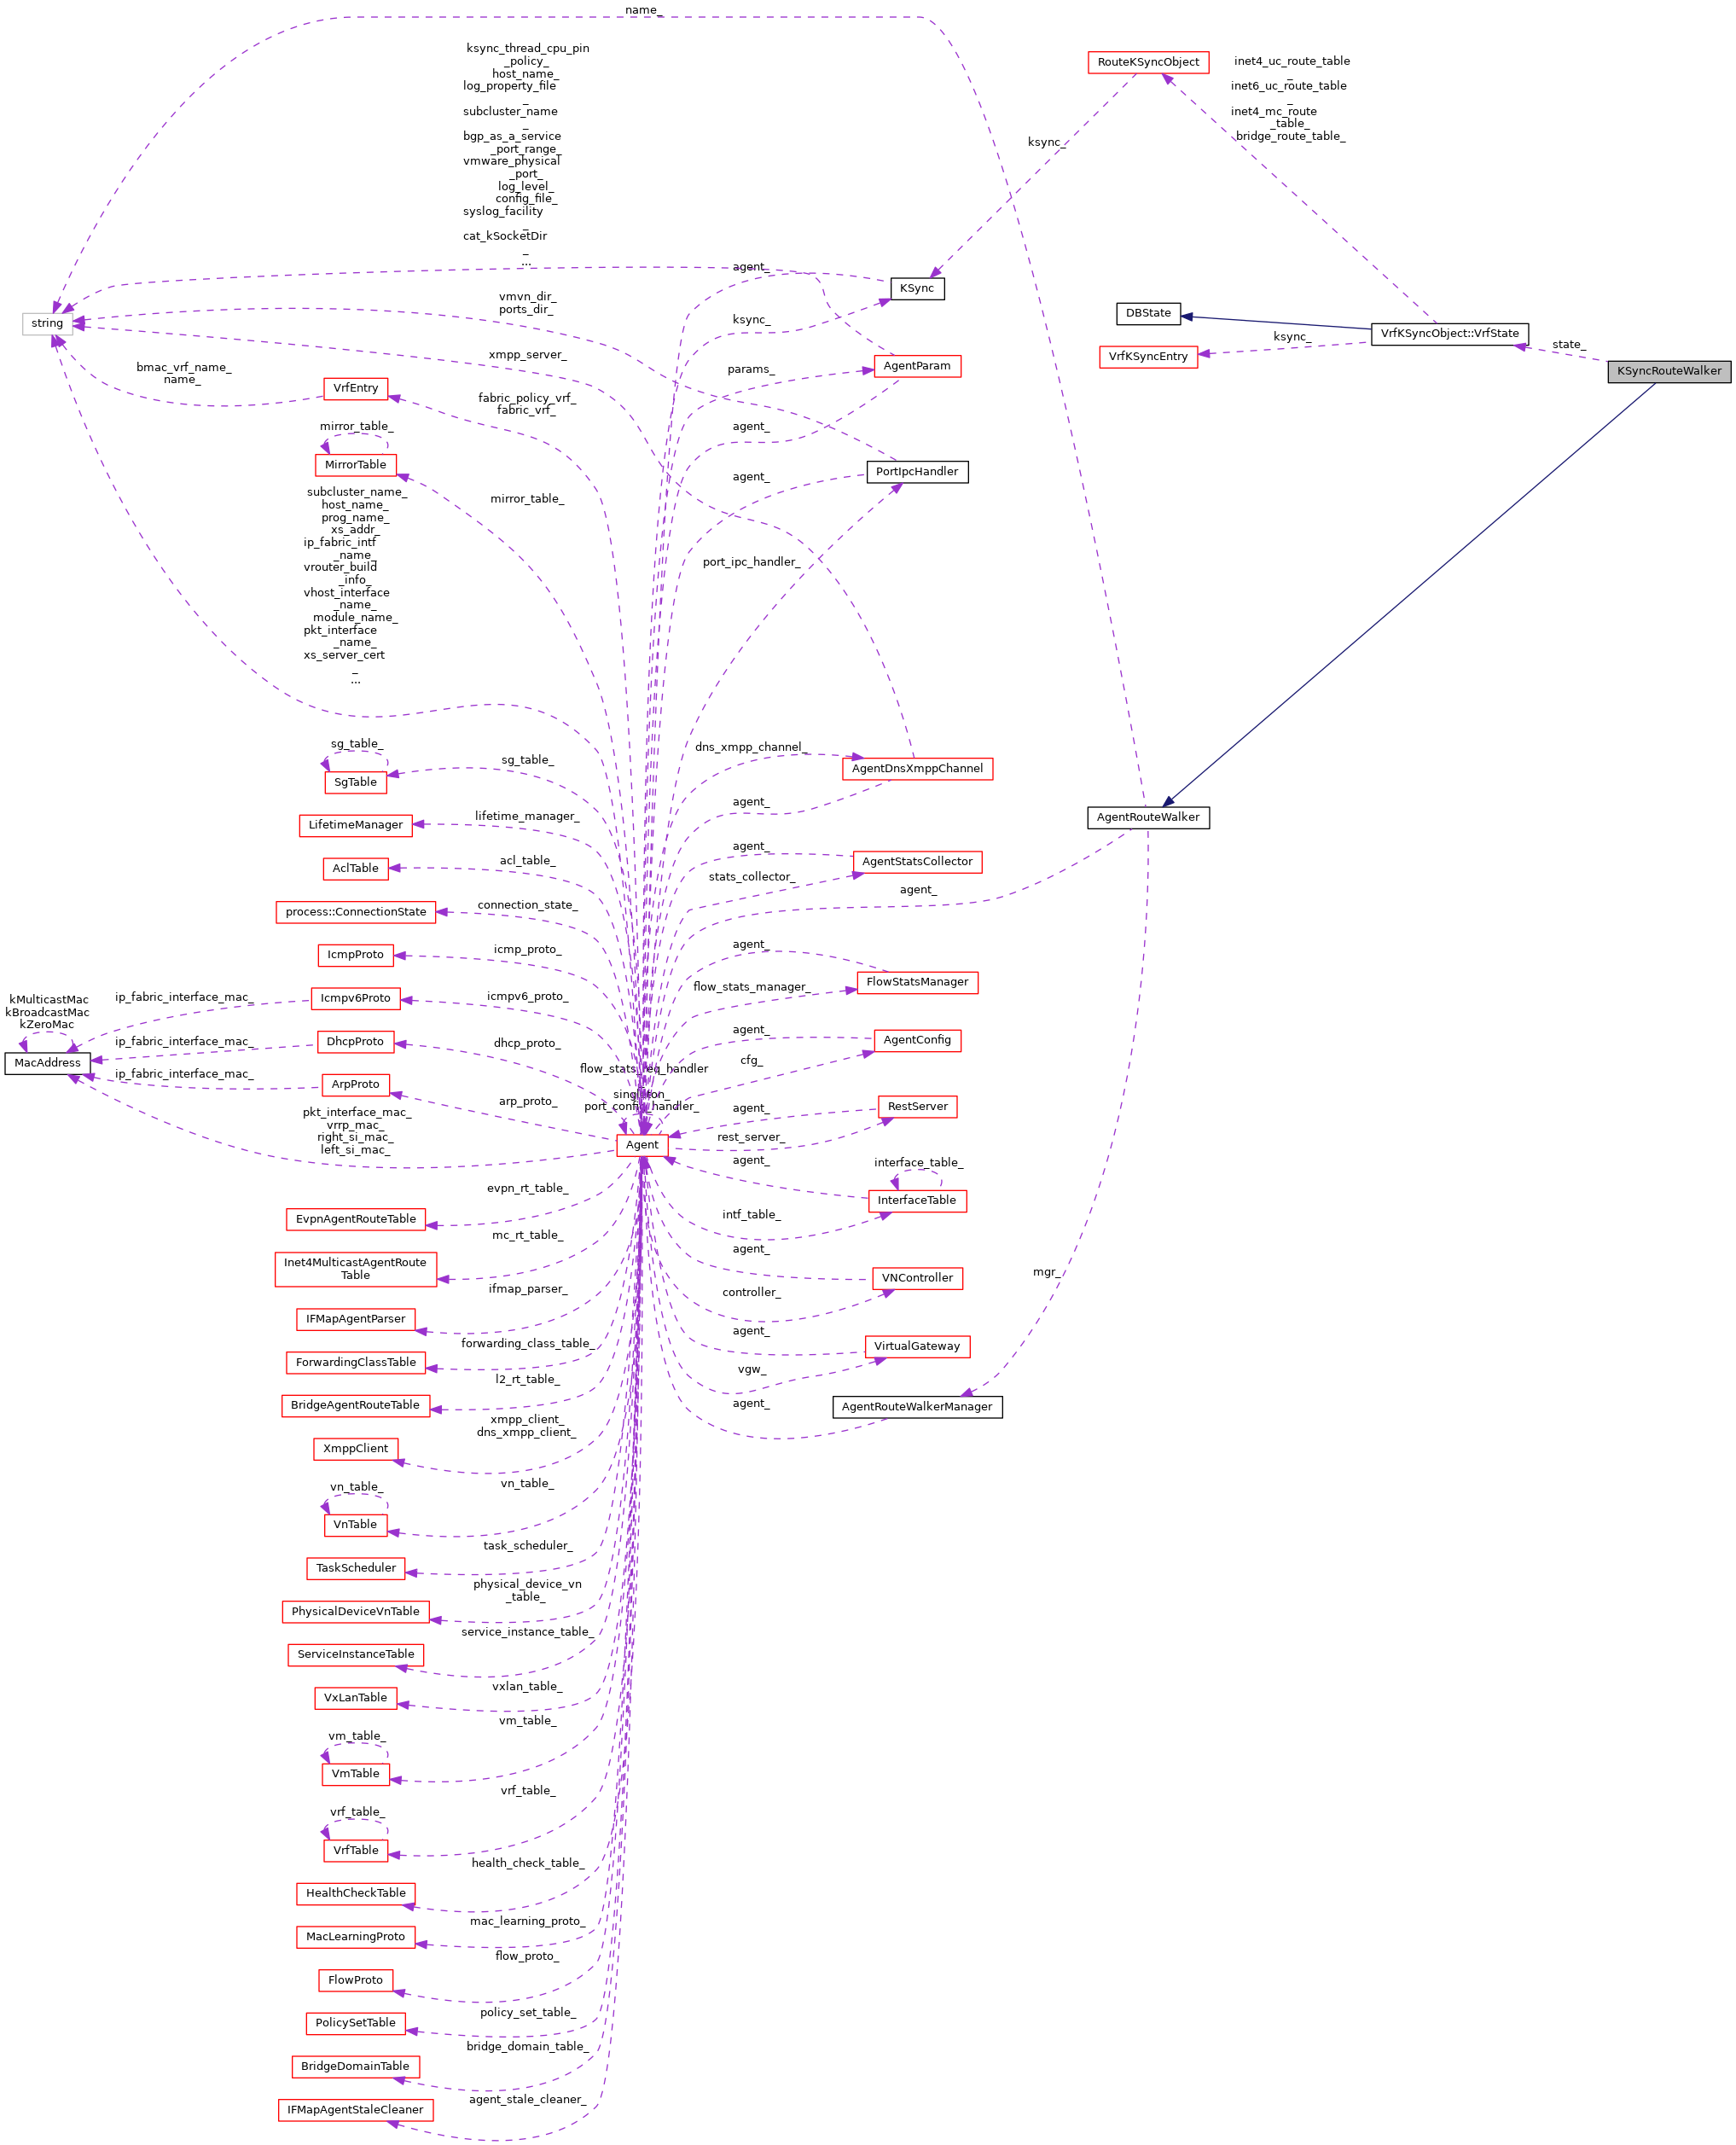 name_
ksync_thread_cpu_pin
_policy_
host_name_
log_property_file
_
subcluster_name
_
bgp_as_a_service
_port_range_
vmware_physical
_port_
log_level_
config_file_
syslog_facility
_
cat_kSocketDir
_
...
RouteKSyncObject
inet4_uc_route_table
_
inet6_uc_route_table
_
inet4_mc_route
_table_
bridge_route_table_
ksync_
agent_
KSync
vmvn_dir_
ports_dir_
string
ksync_
DBState
VrfKSyncObject::VrfState
ksync_
state_
VrfKSyncEntry
KSyncRouteWalker
xmpp_server_
bmac_vrf_name_
name_
params_
AgentParam
VrfEntry
fabric_policy_vrf_
fabric_vrf_
mirror_table_
agent_
MirrorTable
PortIpcHandler
agent_
mirror_table_
subcluster_name_
host_name_
prog_name_
xs_addr_
ip_fabric_intf
_name_
vrouter_build
_info_
vhost_interface
_name_
module_name_
pkt_interface
_name_
xs_server_cert
_
...
port_ipc_handler_
sg_table_
sg_table_
SgTable
dns_xmpp_channel_
AgentDnsXmppChannel
agent_
LifetimeManager
lifetime_manager_
AgentRouteWalker
AclTable
acl_table_
agent_
AgentStatsCollector
stats_collector_
agent_
process::ConnectionState
connection_state_
IcmpProto
icmp_proto_
agent_
FlowStatsManager
flow_stats_manager_
Icmpv6Proto
icmpv6_proto_
ip_fabric_interface_mac_
kMulticastMac
kBroadcastMac
kZeroMac
MacAddress
ip_fabric_interface_mac_
DhcpProto
dhcp_proto_
agent_
AgentConfig
cfg_
flow_stats_req_handler
_
singleton_
port_config_handler_
ip_fabric_interface_mac_
ArpProto
arp_proto_
agent_
RestServer
rest_server_
pkt_interface_mac_
vrrp_mac_
right_si_mac_
left_si_mac_
Agent
agent_
interface_table_
InterfaceTable
intf_table_
EvpnAgentRouteTable
evpn_rt_table_
Inet4MulticastAgentRoute
Table
mc_rt_table_
agent_
VNController
controller_
mgr_
IFMapAgentParser
ifmap_parser_
agent_
VirtualGateway
vgw_
ForwardingClassTable
forwarding_class_table_
BridgeAgentRouteTable
l2_rt_table_
agent_
AgentRouteWalkerManager
XmppClient
xmpp_client_
dns_xmpp_client_
vn_table_
VnTable
vn_table_
TaskScheduler
task_scheduler_
PhysicalDeviceVnTable
physical_device_vn
_table_
ServiceInstanceTable
service_instance_table_
VxLanTable
vxlan_table_
vm_table_
VmTable
vm_table_
vrf_table_
VrfTable
vrf_table_
HealthCheckTable
health_check_table_
MacLearningProto
mac_learning_proto_
FlowProto
flow_proto_
PolicySetTable
policy_set_table_
BridgeDomainTable
bridge_domain_table_
IFMapAgentStaleCleaner
agent_stale_cleaner_